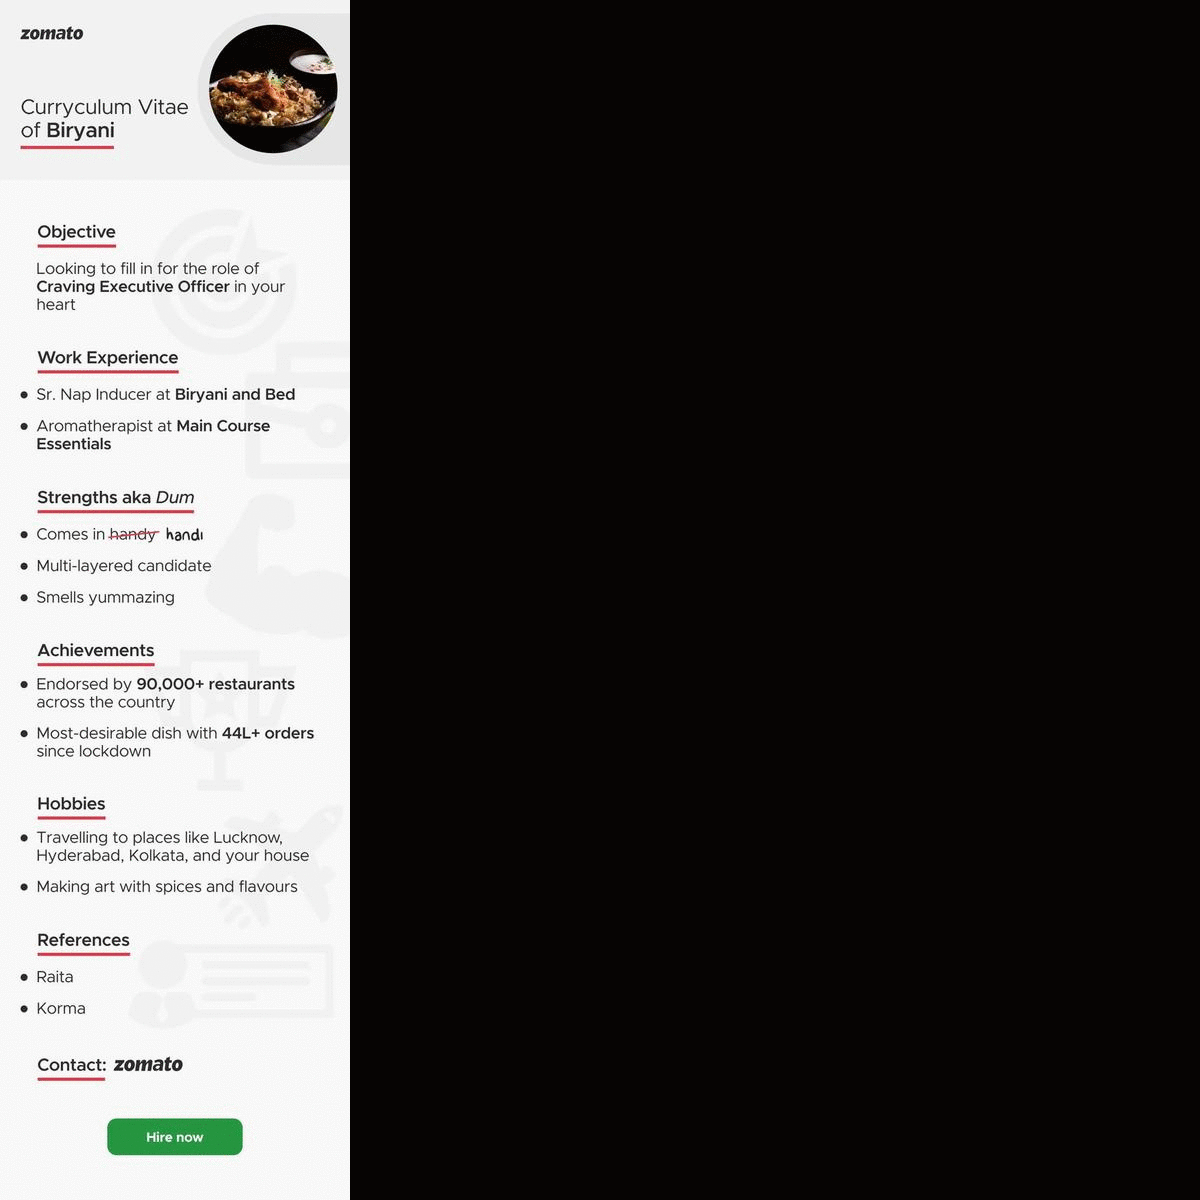 zomato
Curryculum Vitae
of Biryani
Objective
Looking to fill in for the role of
Craving Executive Officer in your
heart
Work Experience
● Sr. Nap Inducer at Biryani and Bed
● Aromatherapist at Main Course
Essentials
Strengths aka Dum
● Comes in handy handi
● Multi-layered candidate
● Smells yummazing
Achievements
● Endorsed by 90,000+ restaurants
across the country
● Most-desirable dish with 44L+ orders
since lockdown
Hobbies
● Travelling to places like Lucknow,
Hyderabad, Kolkata, and your house
● Making art with spices and flavours
References
● Raita
● Korma
Contact: zomato
Hire now